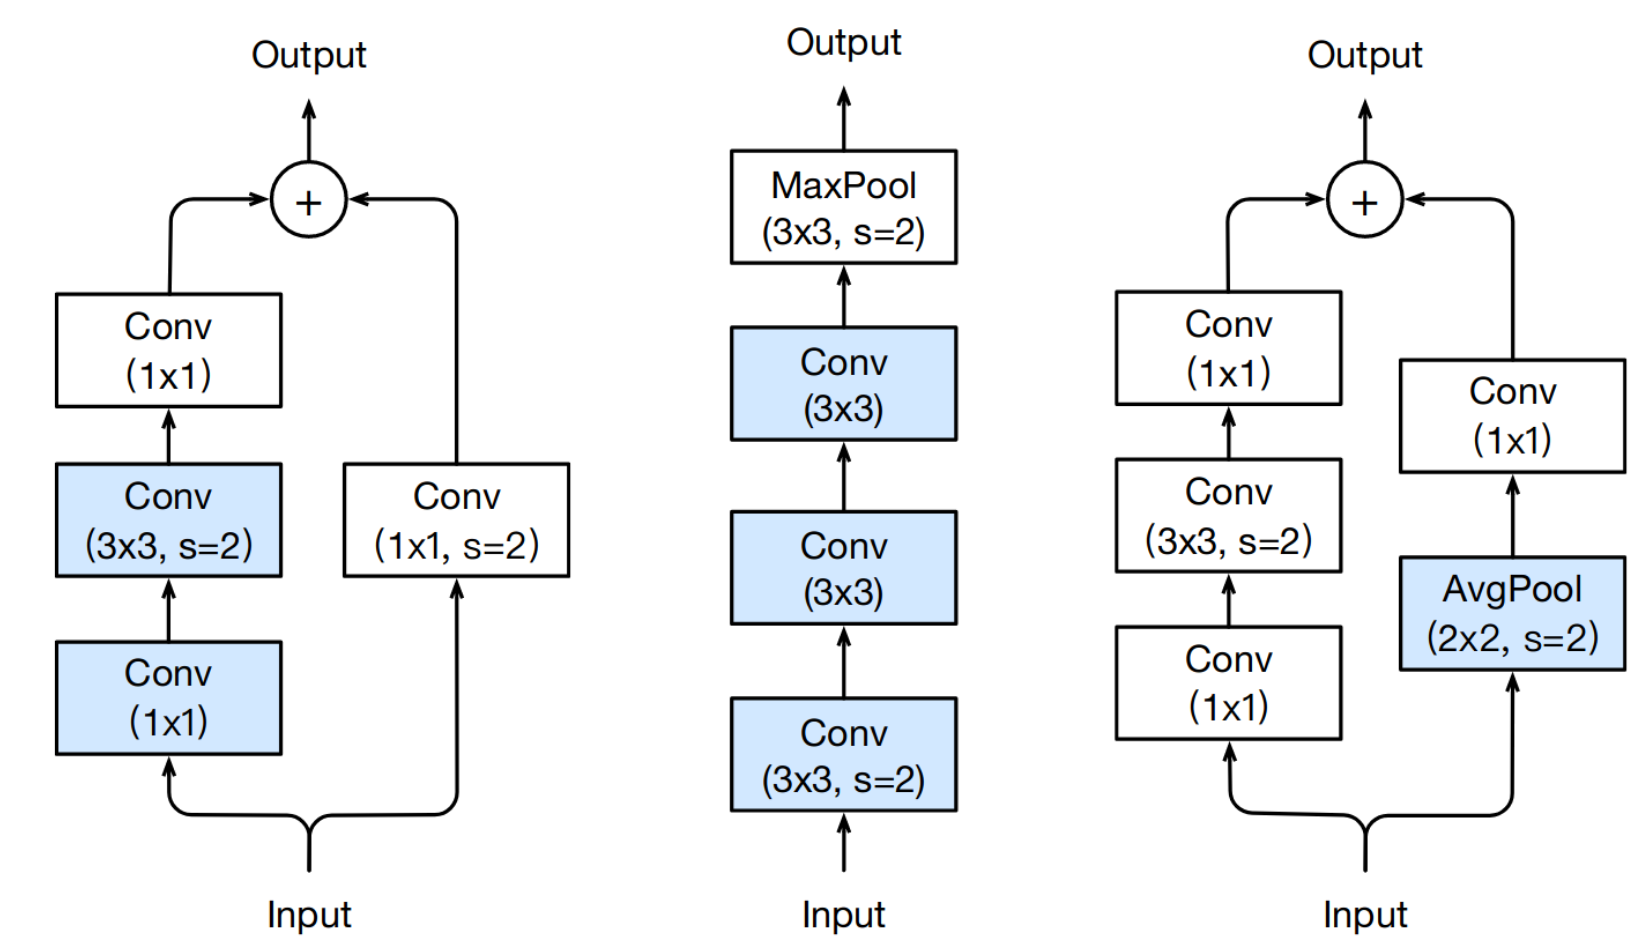 Output
+
Conv
(1x1)
Conv
(3x3, s=2)
Conv
(1x1, s=2)
Conv
(1x1)
Input
Output
MaxPool
(3x3, s=2)
Conv
(3x3)
Conv
(3x3)
Conv
(3x3, s=2)
Input
Output
+
Conv
(1x1)
Conv
(1x1)
Conv
(3x3, s=2)
AvgPool
(2x2, s=2)
Conv
(1x1)
Input